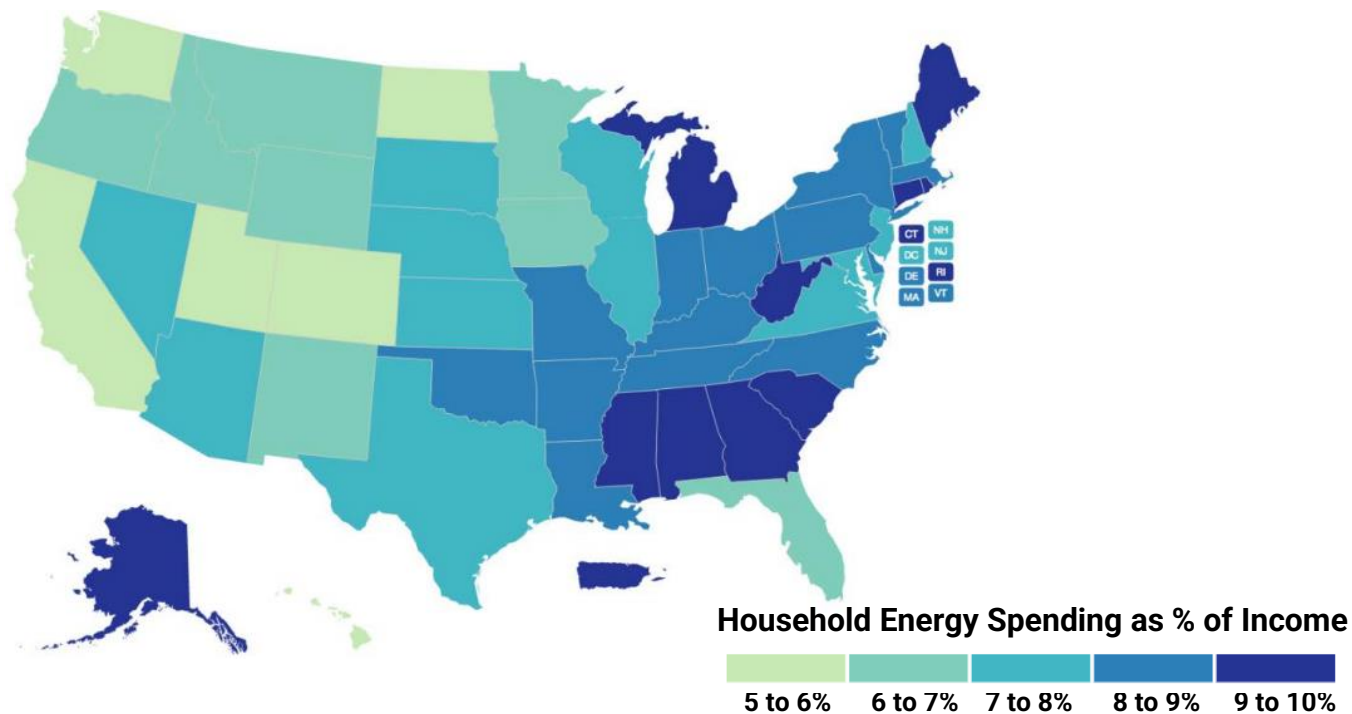 CT NH
DC NJ
DE RI
MA VT
Household Energy Spending as % of Income
5 to 6% 6 to 7% 7 to 8% 8 to 9% 9 to 10%